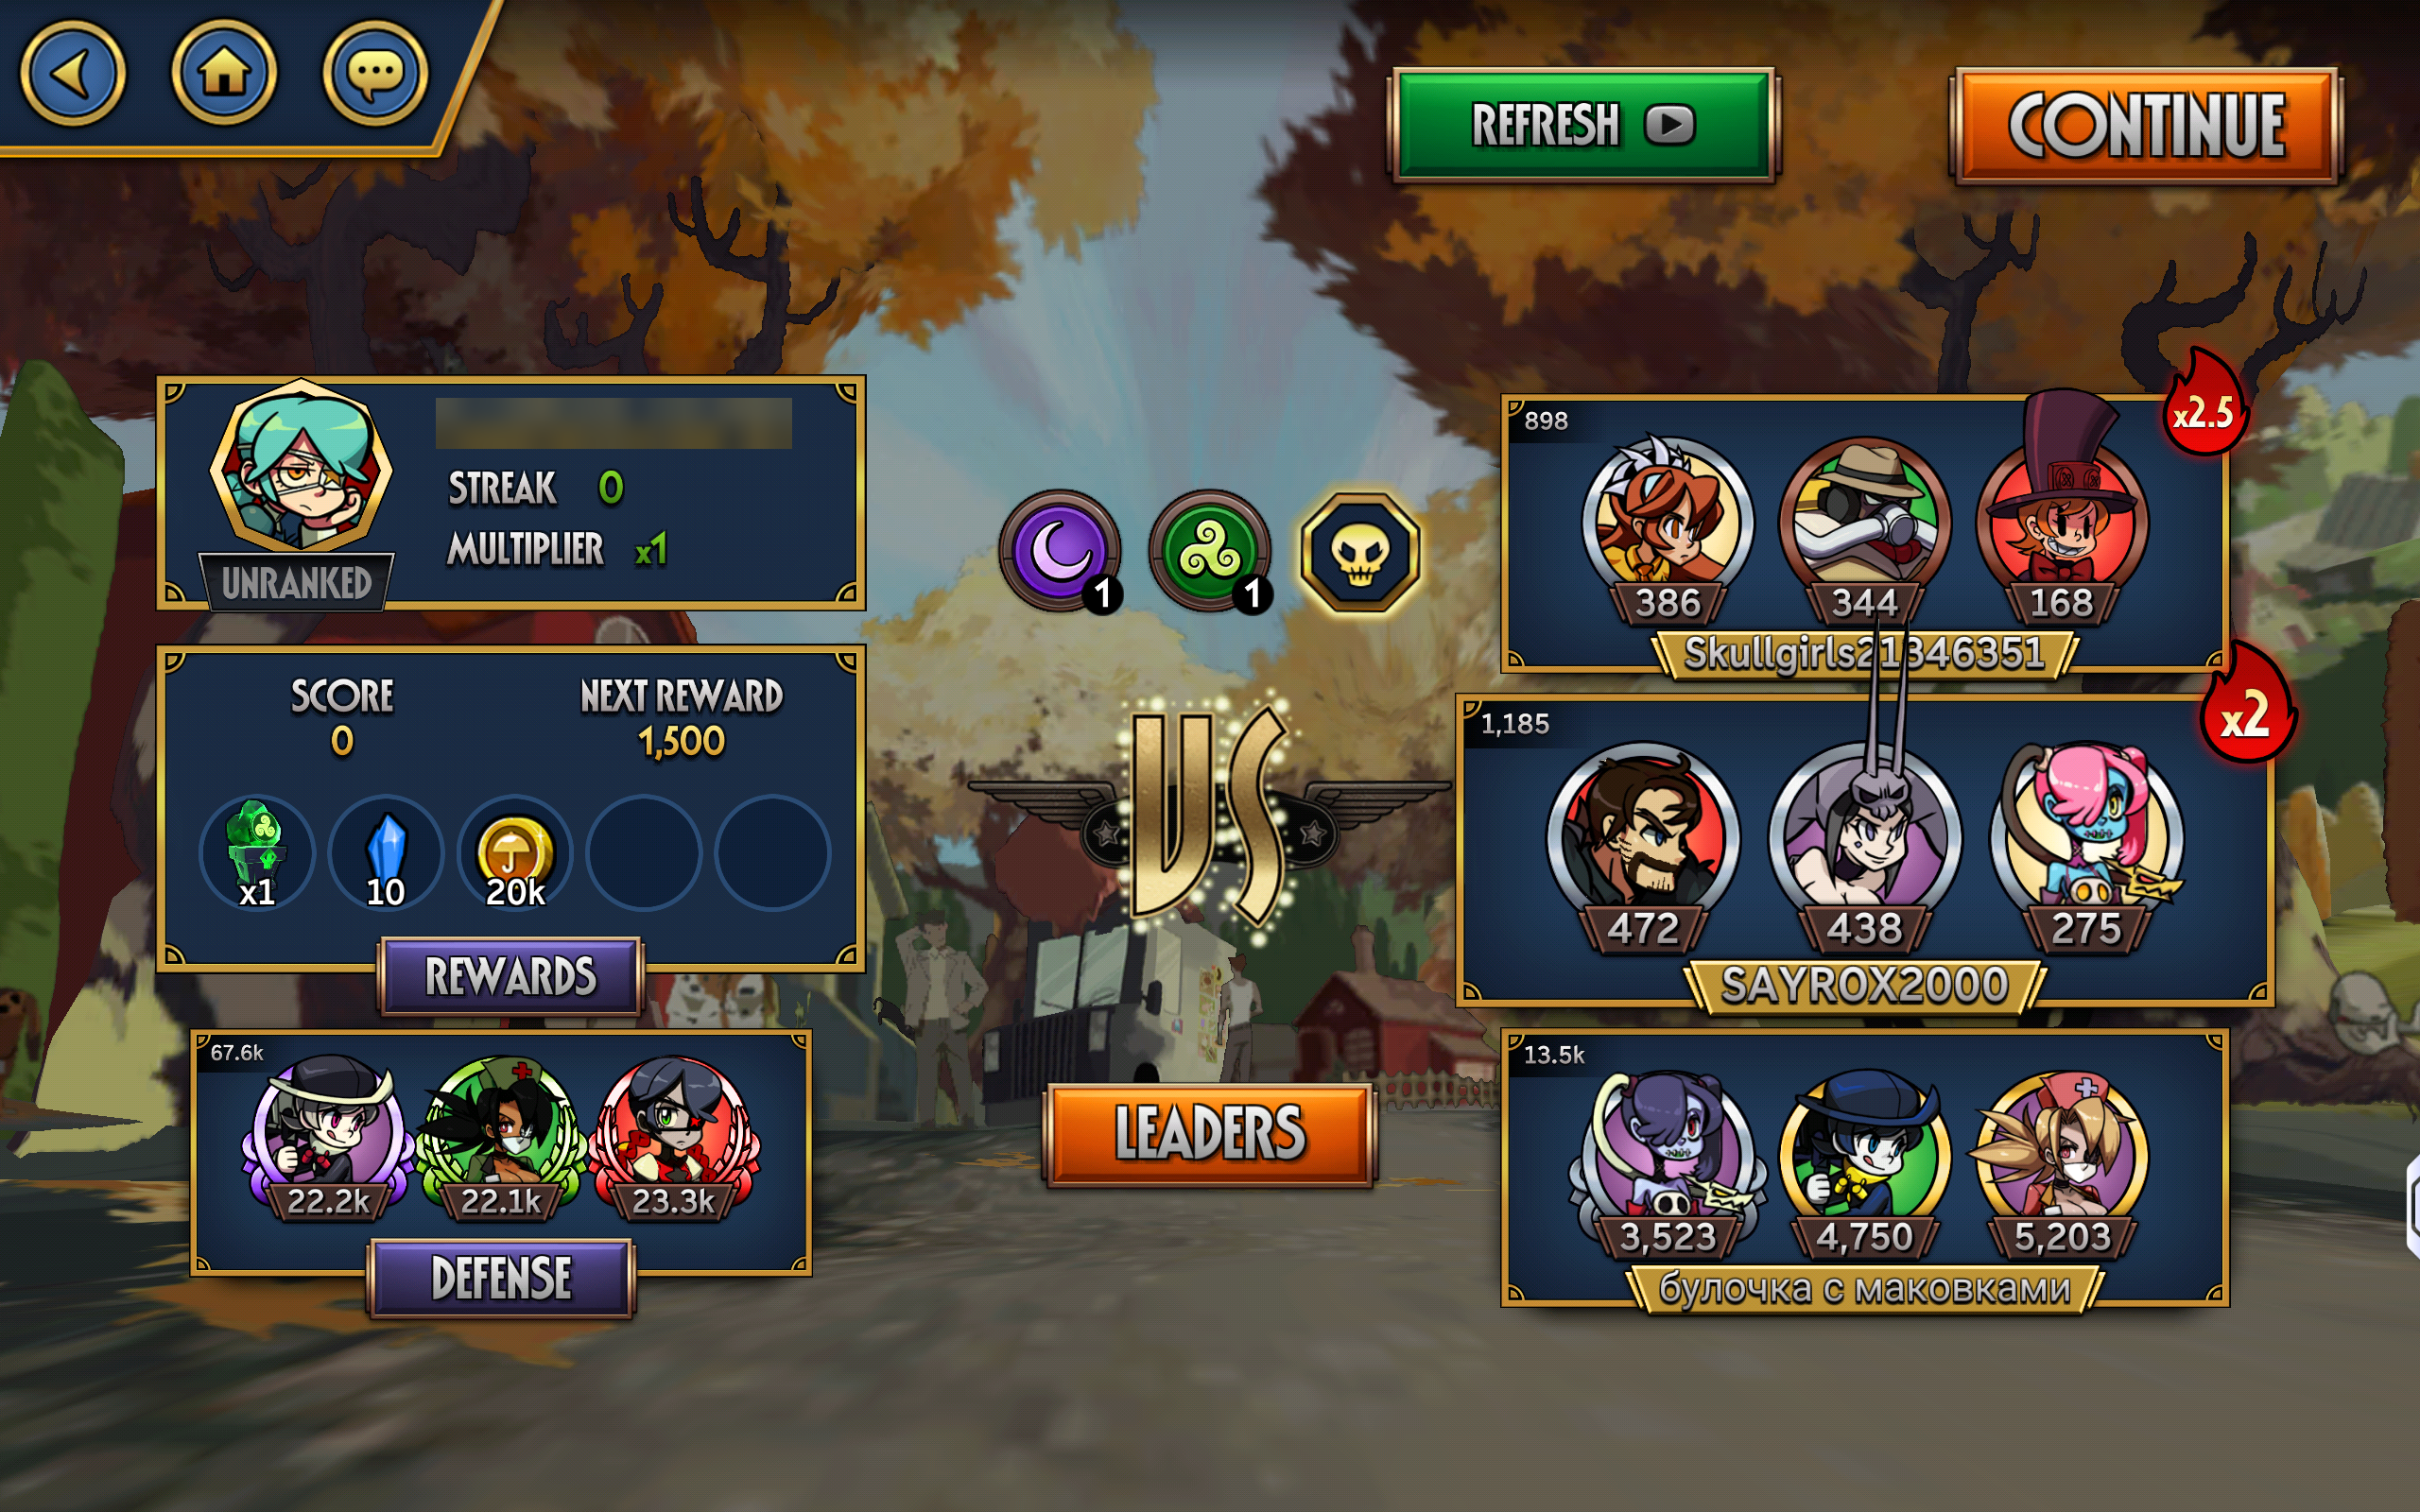 REFRESH
CONTINUE
STREAK 0
MULTIPLIER x1
UNRANKED
SCORE
0
NEXT REWARD
1,500
x1
10
20k
REWARDS
67.6k
22.2k
22.1k
23.3k
DEFENSE
1
1
VS
LEADERS
898
x2.5
386
344
168
Skullgirls21346351
1,185
x2
472
438
275
SAYROX2000
13.5k
3,523
4,750
5,203
булочка с маковками